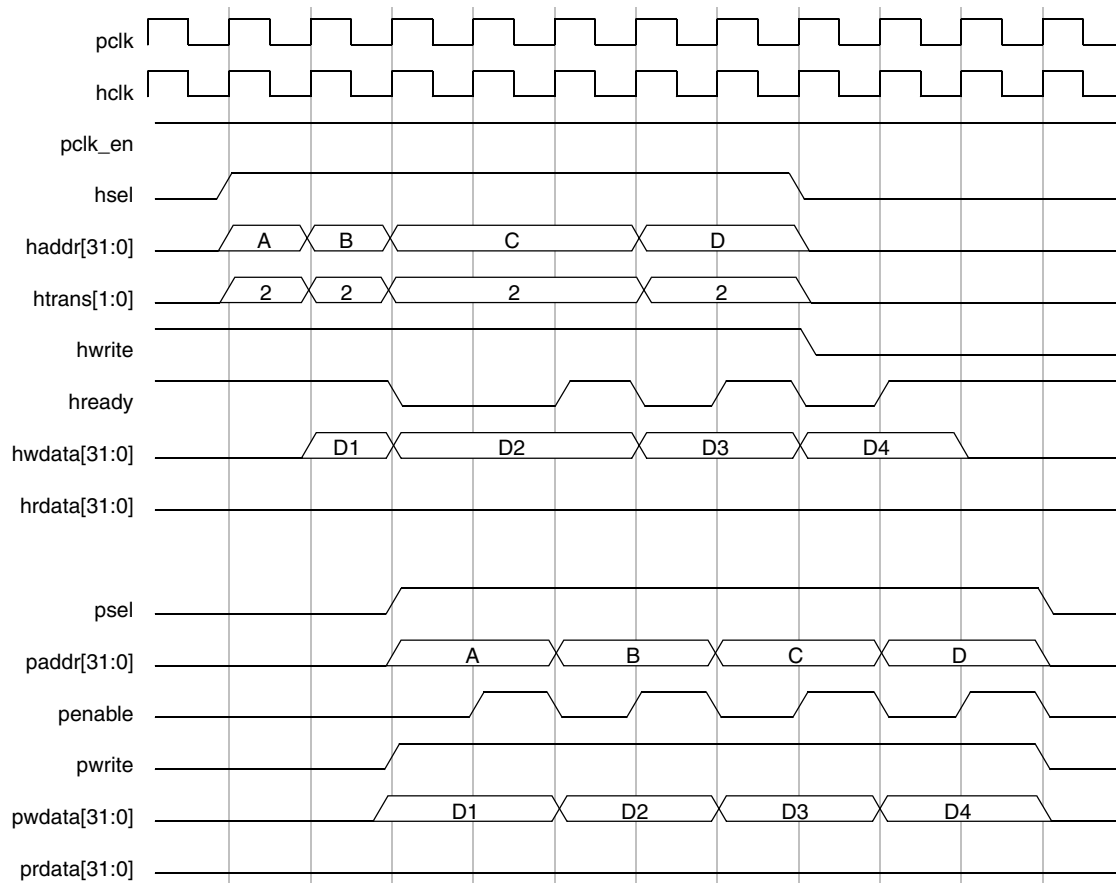 pclk
hclk
pclk_en
hsel
haddr[31:0] A B C D
htrans[1:0] 2 2 2 2
hwrite
hready
hwdata[31:0] D1 D2 D3 D4
hrdata[31:0]
psel
paddr[31:0] A B C D
penable
pwrite
pwdata[31:0] D1 D2 D3 D4
prdata[31:0]